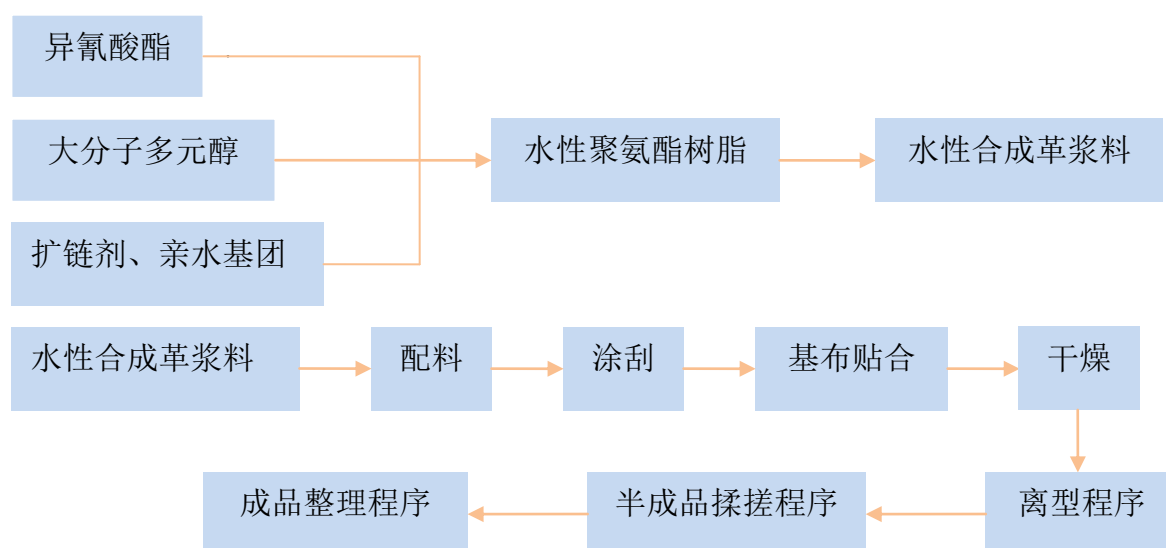 异氰酸酯
大分子多元醇
水性聚氨酯树脂
水性合成革浆料
扩链剂、亲水基团
水性合成革浆料
配料
涂刮
基布贴合
干燥
成品整理程序
半成品揉搓程序
离型程序